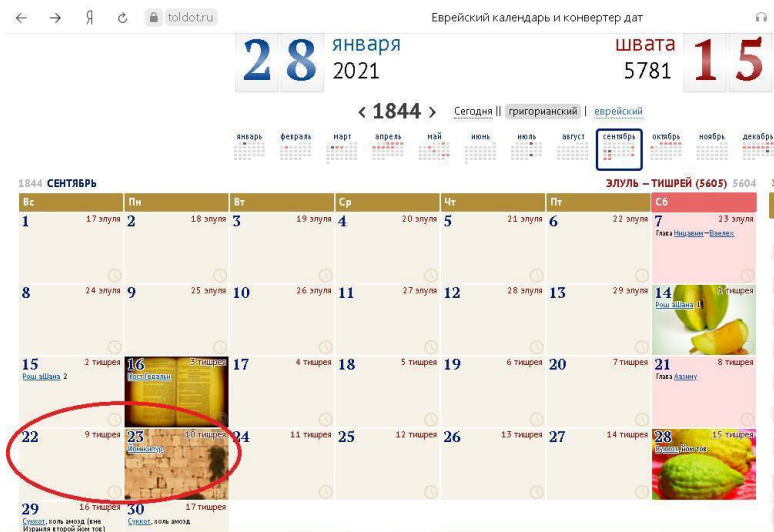 toldot.ru
Еврейский календарь и конвертер дат
28 января 2021
швата 5781 15
< 1844 > Сегодня || григорианский | еврейский
январь февраль март апрель май июнь июль август сентябрь октябрь ноябрь декабрь
1844 СЕНТЯБРЬ
ЭЛУЛЬ – ТИШРЕЙ (5605) 5604
Вс Пн Вт Ср Чт Пт Сб
1 17 элуля 2 18 элуля 3 19 элуля 4 20 элуля 5 21 элуля 6 22 элуля 7 23 элуля
Глава Ницавим–Ваелех
8 24 элуля 9 25 элуля 10 26 элуля 11 27 элуля 12 28 элуля 13 29 элуля 14 1 тишрея
Рош аШана 1
15 2 тишрея 16 3 тишрея 17 4 тишрея 18 5 тишрея 19 6 тишрея 20 7 тишрея 21 8 тишрея
Рош аШана 2 Пост Гедальи Глава Аазину
22 9 тишрея 23 10 тишрея 24 11 тишрея 25 12 тишрея 26 13 тишрея 27 14 тишрея 28 15 тишрея
Йом Кипур Суккот, йом тов
29 16 тишрея 30 17 тишрея
Суккот, холь амоэд (вне Суккот, холь амоэд
Израиля второй йом тов)